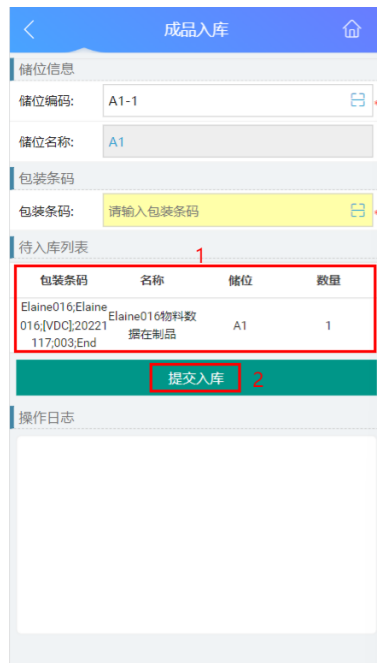 成品入库
储位信息
储位编码: A1-1
储位名称: A1
包装条码
包装条码: 请输入包装条码
待入库列表
1
包装条码 名称 储位 数量
Elaine016;Elaine
016;[VDC];20221
117;003;End
Elaine016物料数
据在制品
A1
1
提交入库 2
操作日志